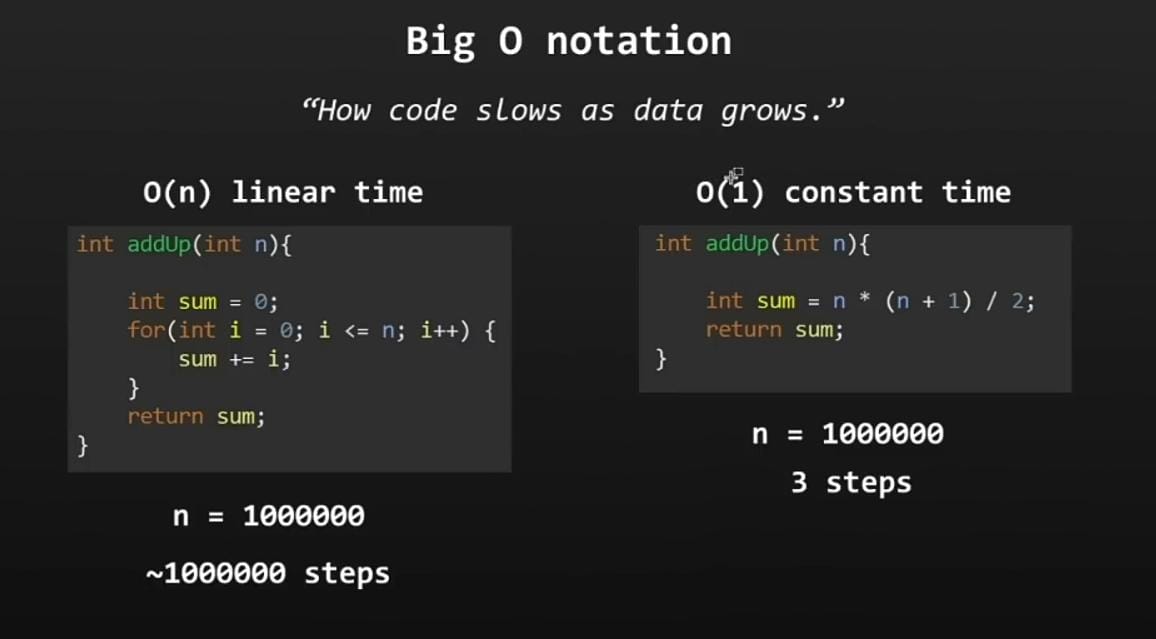 Big O notation
“How code slows as data grows.”
O(n) linear time
int addUp(int n){
int sum = 0;
for(int i = 0; i <= n; i++) {
sum += i;
}
return sum;
}
n = 1000000
~1000000 steps
O(1) constant time
int addUp(int n){
int sum = n * (n + 1) / 2;
return sum;
}
n = 1000000
3 steps